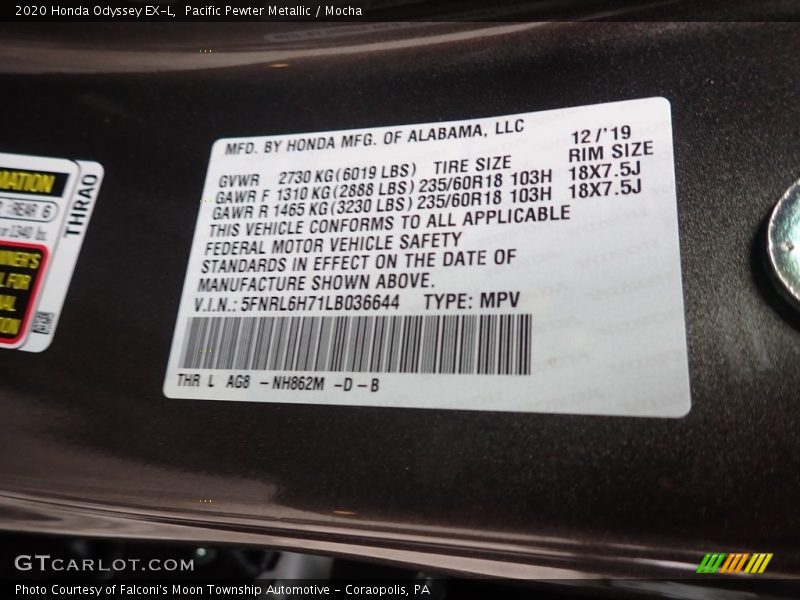 2020 Honda Odyssey EX-L, Pacific Pewter Metallic / Mocha
MFD. BY HONDA MFG. OF ALABAMA, LLC 12/'19
GVWR 2730 KG(6019 LBS) TIRE SIZE RIM SIZE
GAWR F 1310 KG(2888 LBS) 235/60R18 103H 18X7.5J
GAWR R 1465 KG(3230 LBS) 235/60R18 103H 18X7.5J
THIS VEHICLE CONFORMS TO ALL APPLICABLE
FEDERAL MOTOR VEHICLE SAFETY
STANDARDS IN EFFECT ON THE DATE OF
MANUFACTURE SHOWN ABOVE.
V.I.N.: 5FNRL6H71LB036644 TYPE: MPV
THR L AG8 -NH862M -D-B
MATION
REAR 6
THRA0
GTCARLOT.COM
Photo Courtesy of Falconi's Moon Township Automotive - Coraopolis, PA